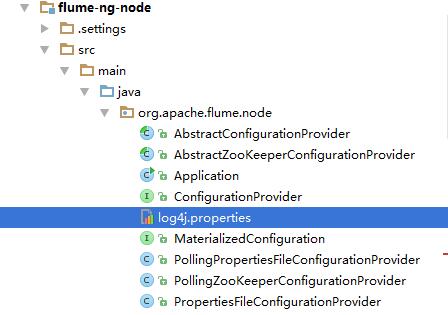 flume-ng-node
.settings
src
main
java
org.apache.flume.node
AbstractConfigurationProvider
AbstractZooKeeperConfigurationProvider
Application
ConfigurationProvider
log4j.properties
MaterializedConfiguration
PollingPropertiesFileConfigurationProvider
PollingZooKeeperConfigurationProvider
PropertiesFileConfigurationProvider